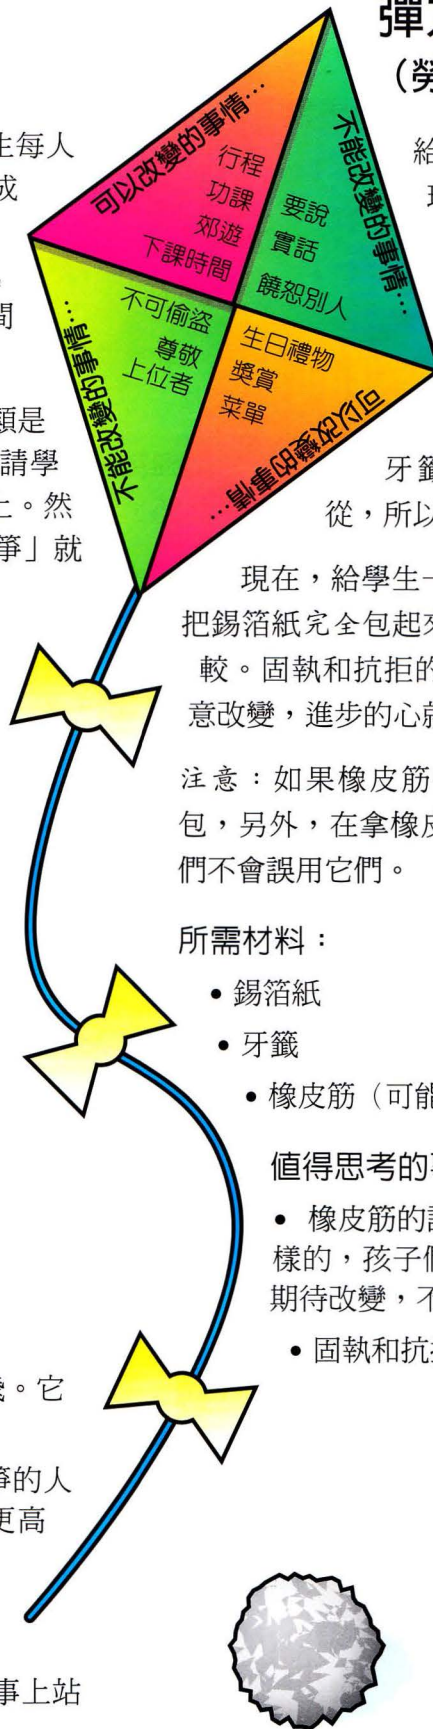 生每人
成
間
類是
請學
上。然
箏」就
可以改變的事情…
行程
功課
郊遊
下課時間
不能改變的事情…
要說
實話
饒恕別人
不能改變的事情…
不可偷盜
尊敬
上位者
可以改變的事情…
生日禮物
獎賞
菜單
給
牙籤
從，所以
現在，給學生一
把錫箔紙完全包起來
較。固執和抗拒的
意改變，進步的心就
注意：如果橡皮筋
包，另外，在拿橡皮
們不會誤用它們。
所需材料：
• 錫箔紙
• 牙籤
• 橡皮筋（可能
值得思考的
• 橡皮筋的
樣的，孩子們
期待改變，不
• 固執和抗拒
。它
箏的人
更高
事上站